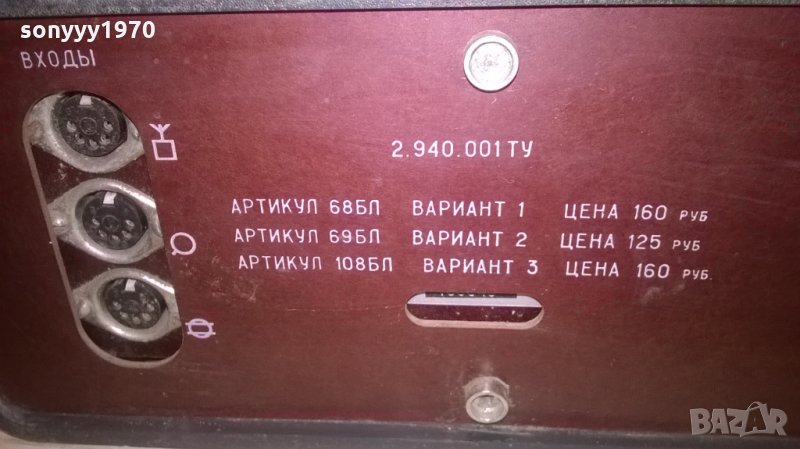 sonyyy1970
ВХОДЫ
2.940.001ТУ
АРТИКУЛ 68БЛ ВАРИАНТ 1 ЦЕНА 160 РУБ
АРТИКУЛ 69БЛ ВАРИАНТ 2 ЦЕНА 125 РУБ
АРТИКУЛ 108БЛ ВАРИАНТ 3 ЦЕНА 160 РУБ.
BAZAR